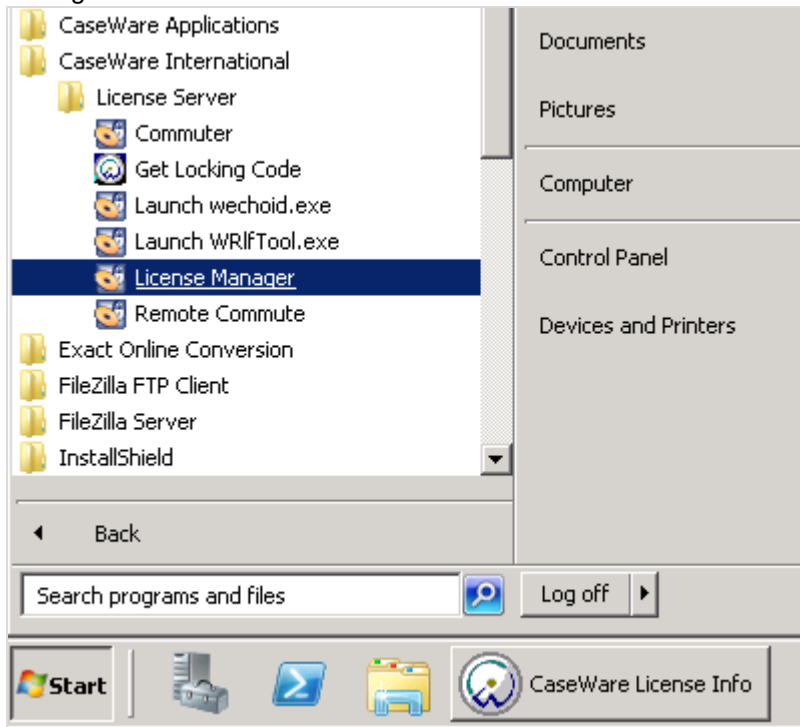 CaseWare Applications
CaseWare International
License Server
Commuter
Get Locking Code
Launch wechoid.exe
Launch WRlfTool.exe
License Manager
Remote Commute
Exact Online Conversion
FileZilla FTP Client
FileZilla Server
InstallShield
Back
Search programs and files
Documents
Pictures
Computer
Control Panel
Devices and Printers
Log off
Start
CaseWare License Info